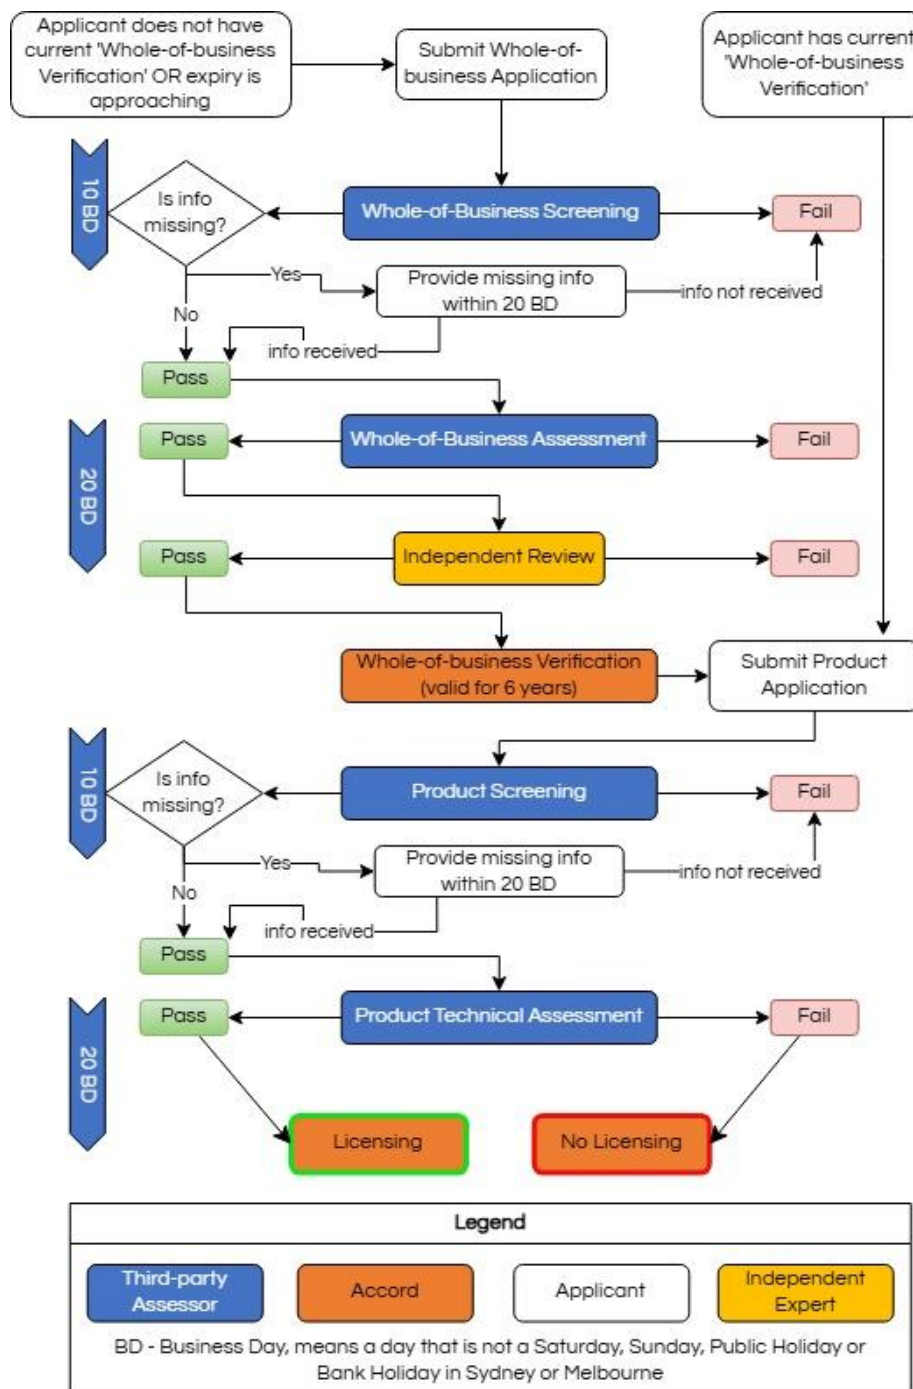 Applicant does not have
current 'Whole-of-business
Verification' OR expiry is
approaching
Submit Whole-of-
business Application
Applicant has current
'Whole-of-business
Verification'
10 BD
Is info
missing?
Whole-of-Business Screening
Fail
Yes
Provide missing info
within 20 BD
info not received
No
info received
Pass
20 BD
Pass
Whole-of-Business Assessment
Fail
Pass
Independent Review
Fail
Whole-of-business Verification
(valid for 6 years)
Submit Product
Application
10 BD
Is info
missing?
Product Screening
Fail
Yes
Provide missing info
within 20 BD
info not received
No
info received
Pass
20 BD
Pass
Product Technical Assessment
Fail
Licensing
No Licensing
Legend
Third-party
Assessor
Accord
Applicant
Independent
Expert
BD - Business Day, means a day that is not a Saturday, Sunday, Public Holiday or
Bank Holiday in Sydney or Melbourne